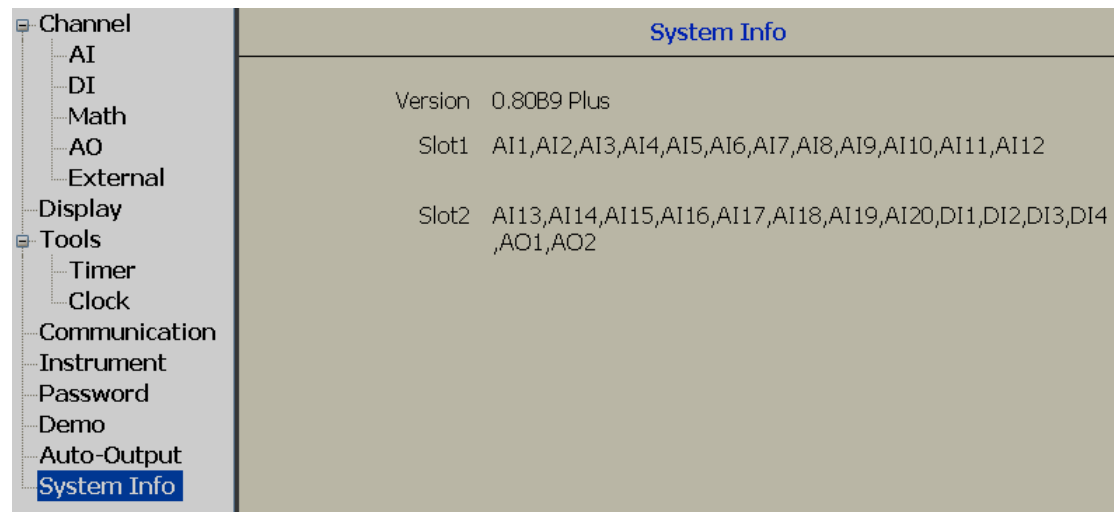 Channel
AI
DI
Math
AO
External
Display
Tools
Timer
Clock
Communication
Instrument
Password
Demo
Auto-Output
System Info
System Info
Version 0.80B9 Plus
Slot1 AI1,AI2,AI3,AI4,AI5,AI6,AI7,AI8,AI9,AI10,AI11,AI12
Slot2 AI13,AI14,AI15,AI16,AI17,AI18,AI19,AI20,DI1,DI2,DI3,DI4
,AO1,AO2